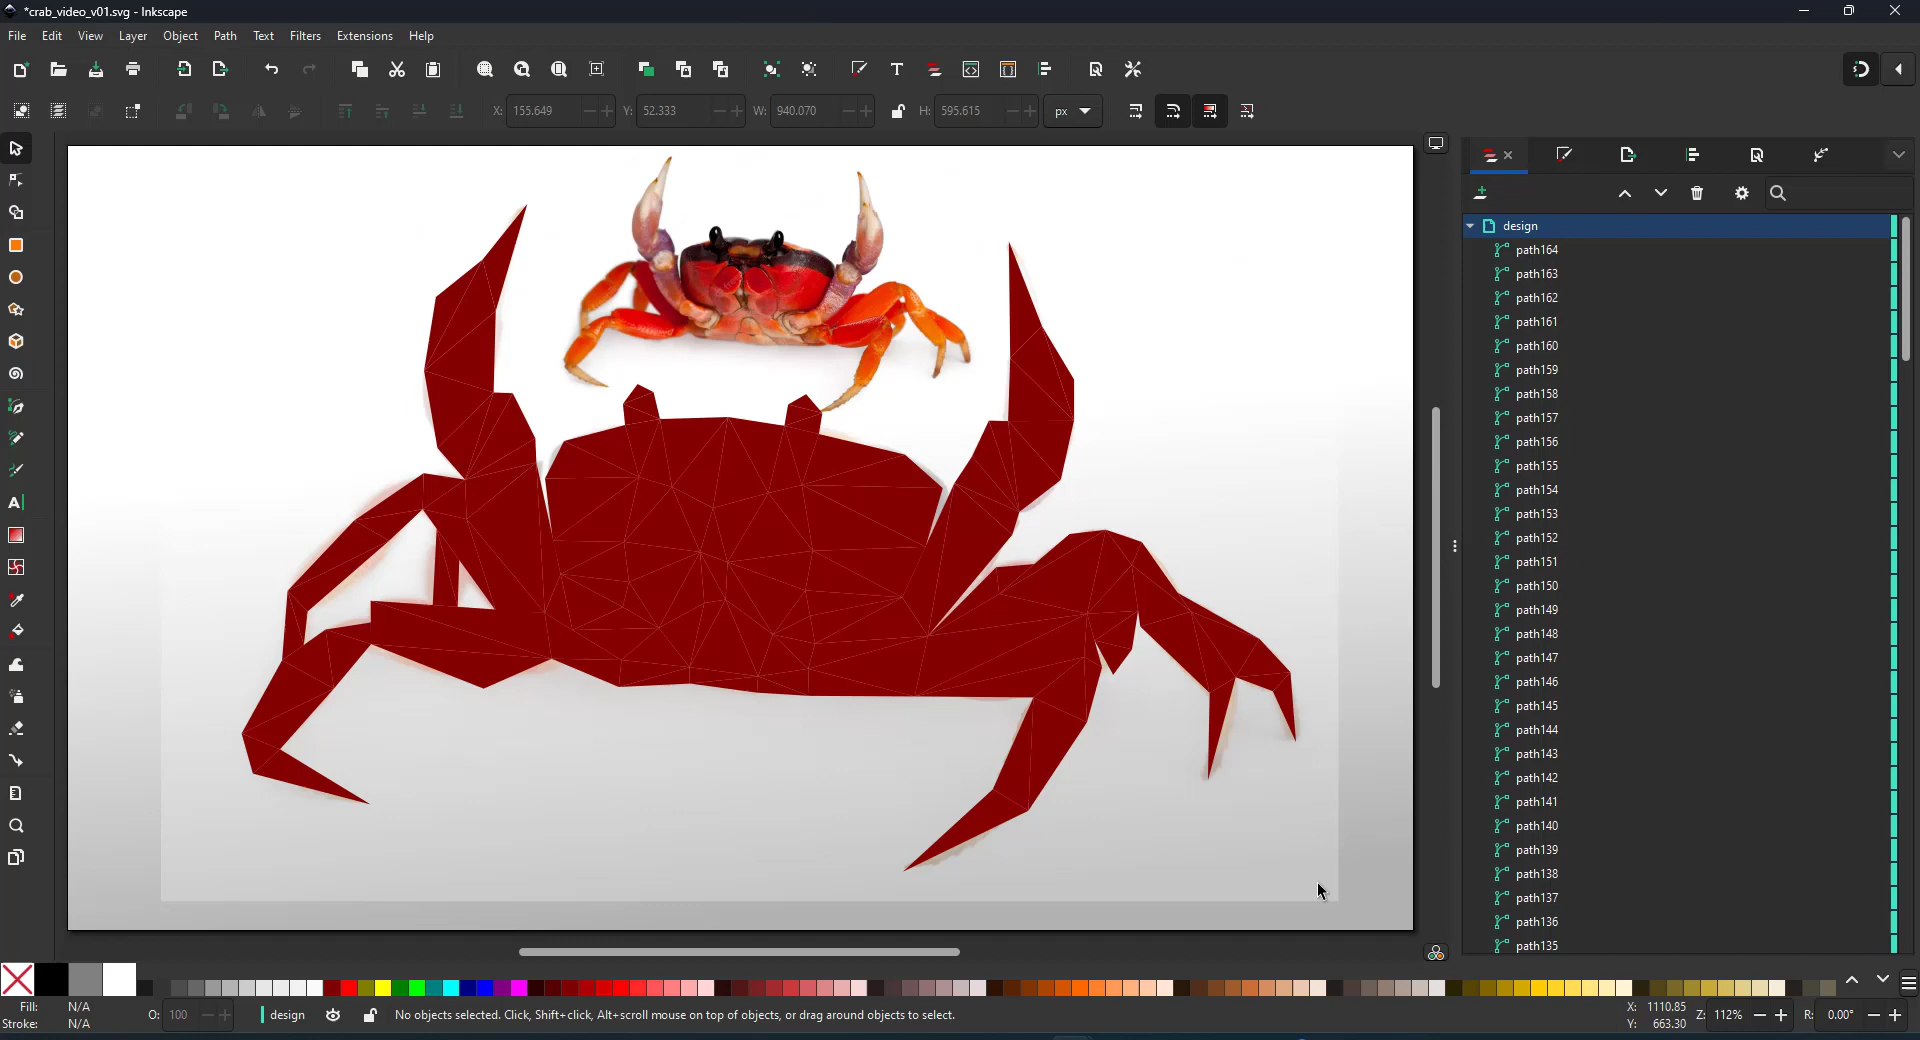 *crab_video_v01.svg - Inkscape
File Edit View Layer Object Path Text Filters Extensions Help
X: 155.649 Y: 52.333 W: 940.070 H: 595.615 px
design
path164
path163
path162
path161
path160
path159
path158
path157
path156
path155
path154
path153
path152
path151
path150
path149
path148
path147
path146
path145
path144
path143
path142
path141
path140
path139
path138
path137
path136
path135
Fill: N/A
Stroke: N/A
O: 100
design
No objects selected. Click, Shift+click, Alt+scroll mouse on top of objects, or drag around objects to select.
X: 1110.85
Y: 663.30
Z: 112%
R: 0.00°